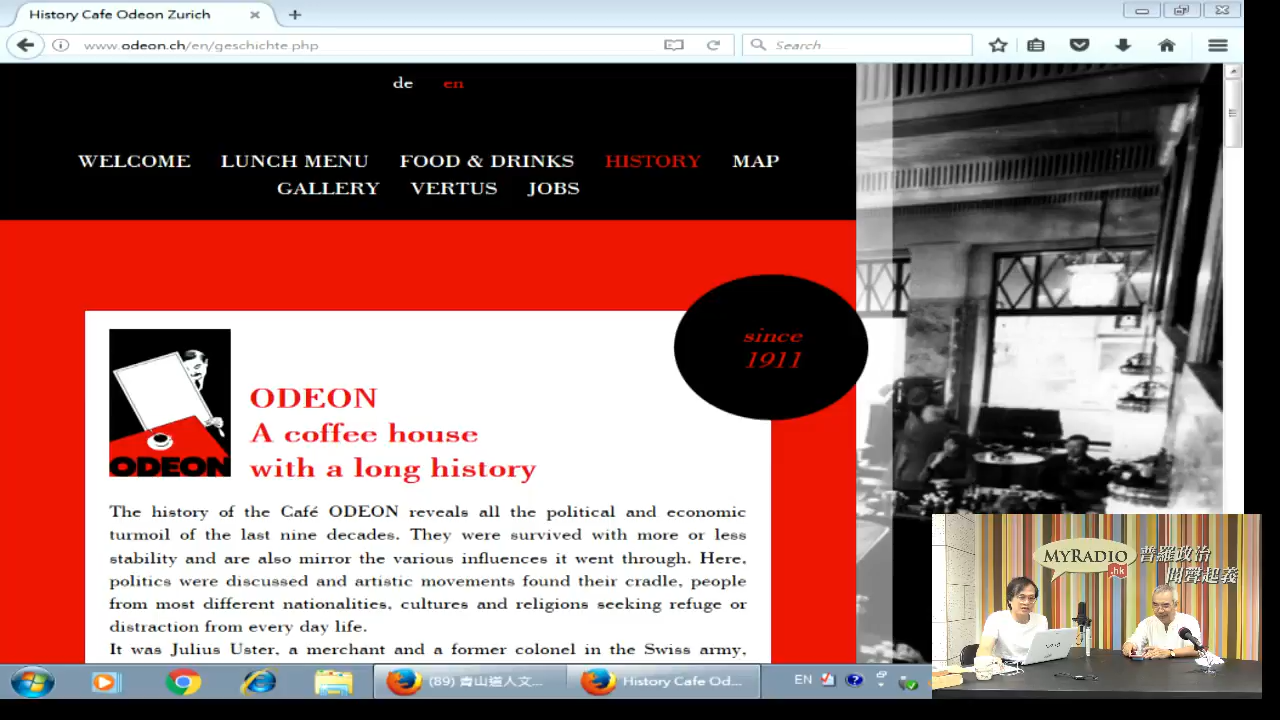 History Cafe Odeon Zurich
www.odeon.ch/en/geschichte.php
Search
de en
WELCOME LUNCH MENU FOOD & DRINKS HISTORY MAP
GALLERY VERTUS JOBS
since
1911
ODEON
ODEON
A coffee house
with a long history
The history of the Café ODEON reveals all the political and economic
turmoil of the last nine decades. They were survived with more or less
stability and are also mirror the various influences it went through. Here,
politics were discussed and artistic movements found their cradle, people
from most different nationalities, cultures and religions seeking refuge or
distraction from every day life.
It was Julius Uster, a merchant and a former colonel in the Swiss army,
MYRADIO
.hk
普羅政治
聞聲起義
(89) 青山道人文...
History Cafe Od...
EN